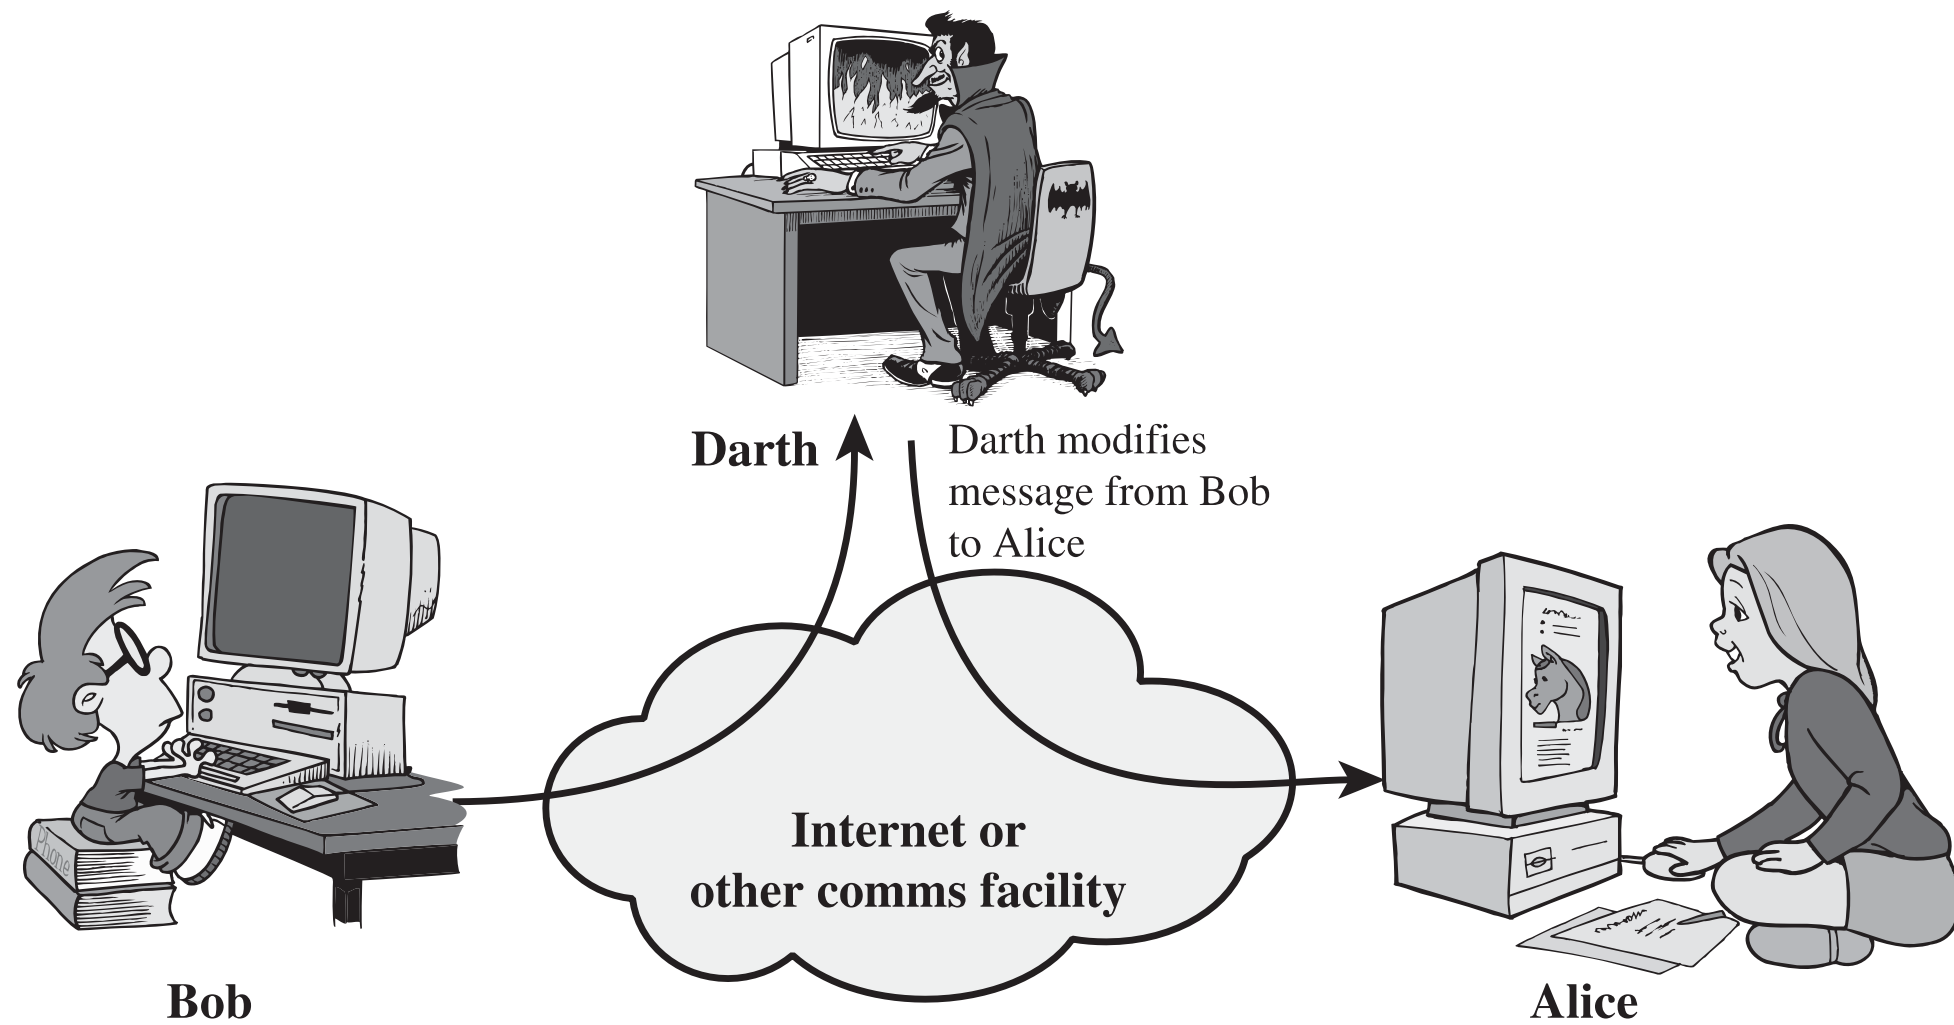 Darth
Darth modifies
message from Bob
to Alice
Phone
Internet or
other comms facility
Bob
Alice